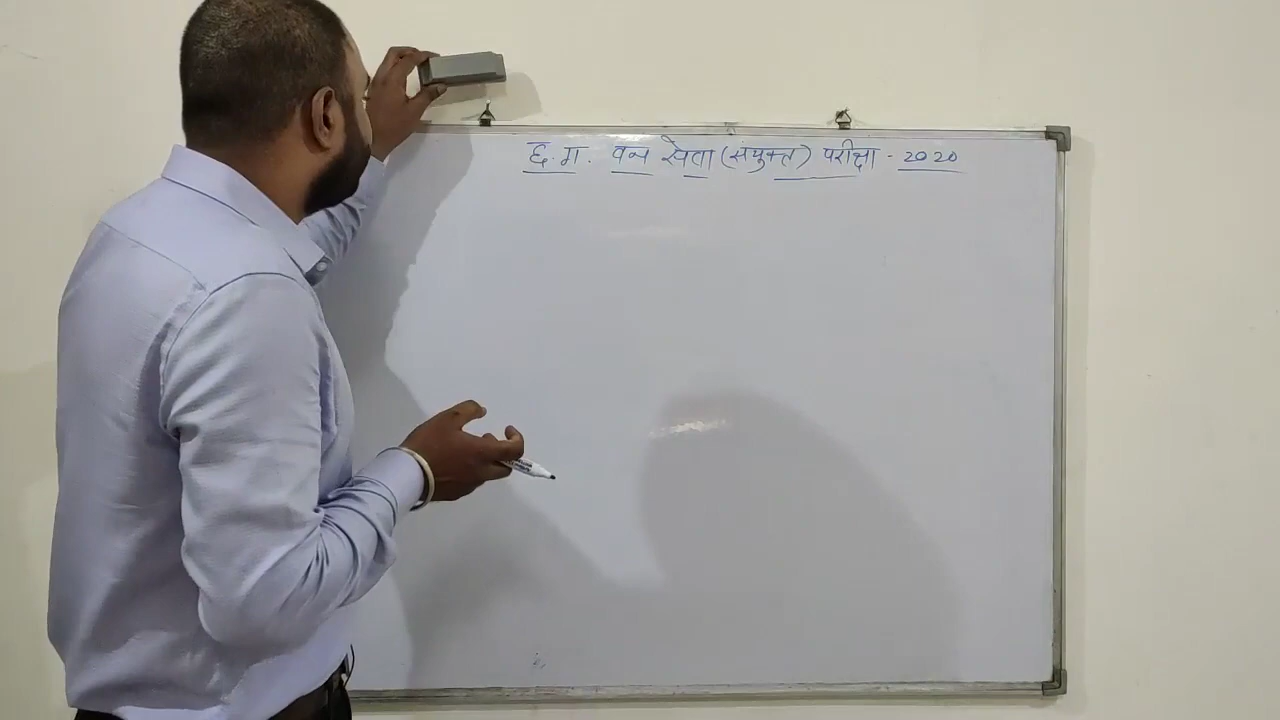 छ. ग. वन सेवा (संयुक्त) परीक्षा - 2020